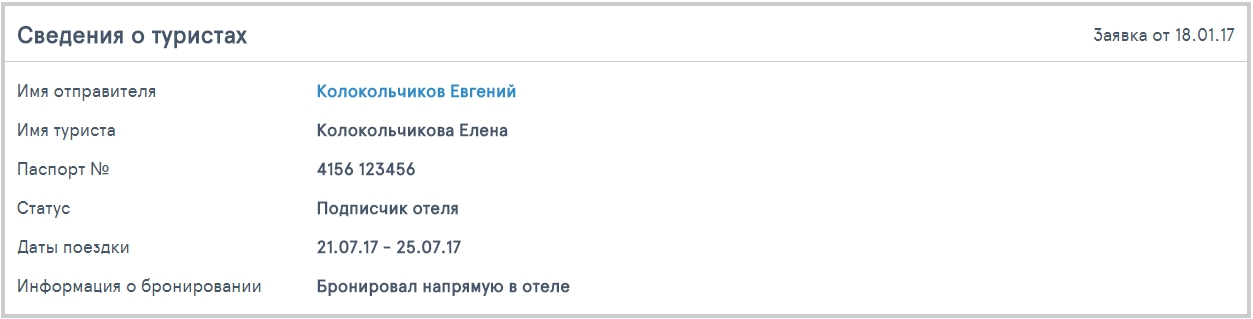 Сведения о туристах Заявка от 18.01.17
Имя отправителя Колокольчиков Евгений
Имя туриста Колокольчикова Елена
Паспорт № 4156 123456
Статус Подписчик отеля
Даты поездки 21.07.17 - 25.07.17
Информация о бронировании Бронировал напрямую в отеле